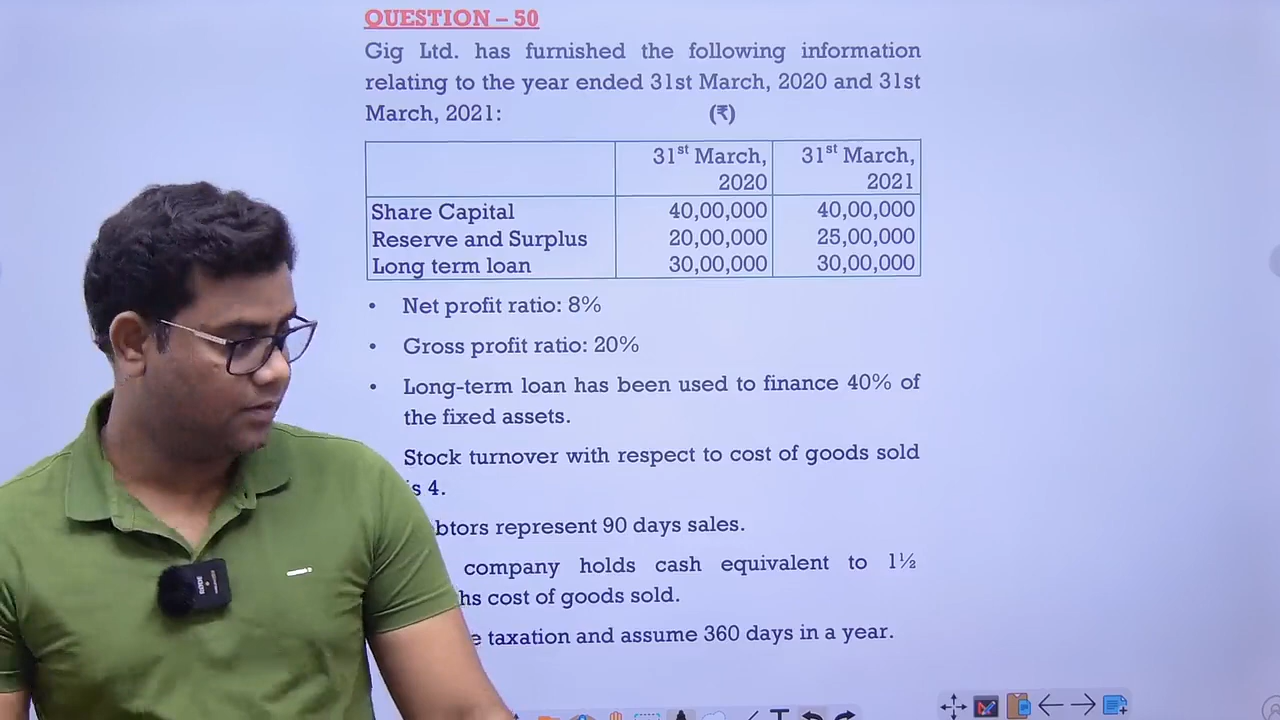 QUESTION – 50
Gig Ltd. has furnished the following information
relating to the year ended 31st March, 2020 and 31st
March, 2021: (₹)
31st March, 2020 31st March, 2021
Share Capital 40,00,000 40,00,000
Reserve and Surplus 20,00,000 25,00,000
Long term loan 30,00,000 30,00,000
• Net profit ratio: 8%
• Gross profit ratio: 20%
• Long-term loan has been used to finance 40% of
the fixed assets.
Stock turnover with respect to cost of goods sold
s 4.
btors represent 90 days sales.
company holds cash equivalent to 1½
hs cost of goods sold.
e taxation and assume 360 days in a year.